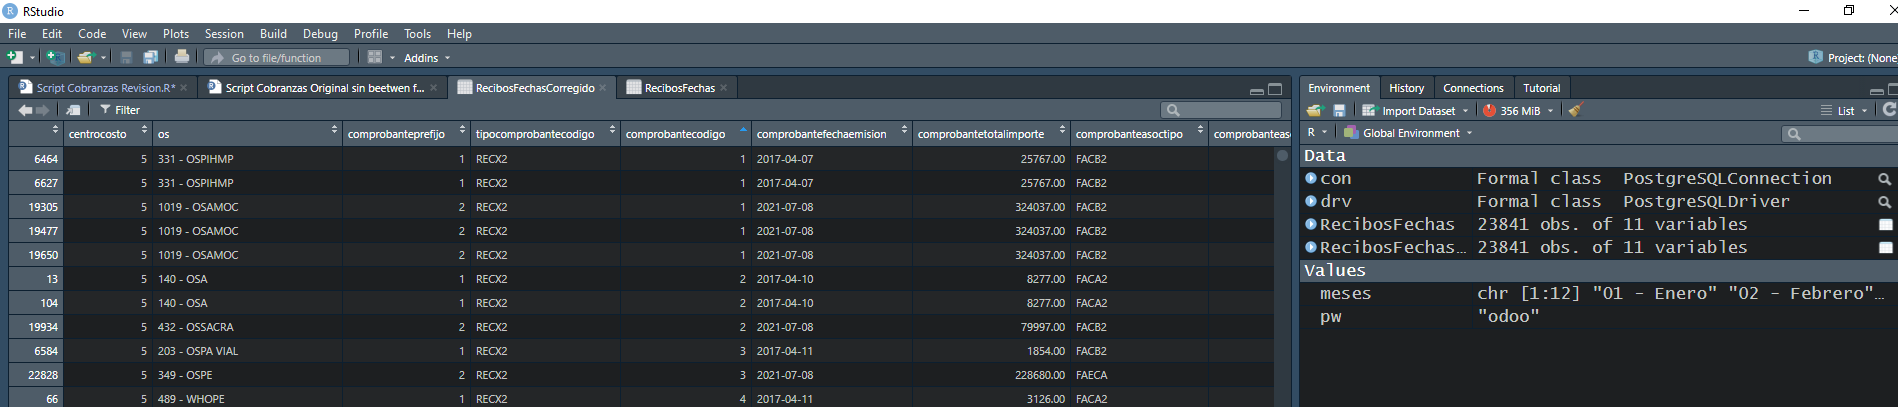 RStudio
File Edit Code View Plots Session Build Debug Profile Tools Help
Go to file/function Addins Project: (None
Script Cobranzas Revision.R* Script Cobranzas Original sin beetwen f... RecibosFechasCorregido RecibosFechas
Filter
centrocosto os comprobanteprefijo tipocomprobantecodigo comprobantecodigo comprobantefechaemision comprobantetotalimporte comprobanteasoctipo comprobanteaso
6464 5 331 - OSPIHMP 1 RECX2 1 2017-04-07 25767.00 FACB2
6627 5 331 - OSPIHMP 1 RECX2 1 2017-04-07 25767.00 FACB2
19305 5 1019 - OSAMOC 2 RECX2 1 2021-07-08 324037.00 FACB2
19477 5 1019 - OSAMOC 2 RECX2 1 2021-07-08 324037.00 FACB2
19650 5 1019 - OSAMOC 2 RECX2 1 2021-07-08 324037.00 FACB2
13 5 140 - OSA 1 RECX2 2 2017-04-10 8277.00 FACA2
104 5 140 - OSA 1 RECX2 2 2017-04-10 8277.00 FACA2
19934 5 432 - OSSACRA 2 RECX2 2 2021-07-08 79997.00 FACB2
6584 5 203 - OSPA VIAL 1 RECX2 3 2017-04-11 1854.00 FACB2
22828 5 349 - OSPE 2 RECX2 3 2021-07-08 228680.00 FAECA
66 5 489 - WHOPE 1 RECX2 4 2017-04-11 3126.00 FACA2
Environment History Connections Tutorial
Import Dataset 356 MiB List
R Global Environment
Data
con Formal class PostgreSQLConnection
drv Formal class PostgreSQLDriver
RecibosFechas 23841 obs. of 11 variables
RecibosFechas... 23841 obs. of 11 variables
Values
meses chr [1:12] "01 - Enero" "02 - Febrero"...
pw "odoo"